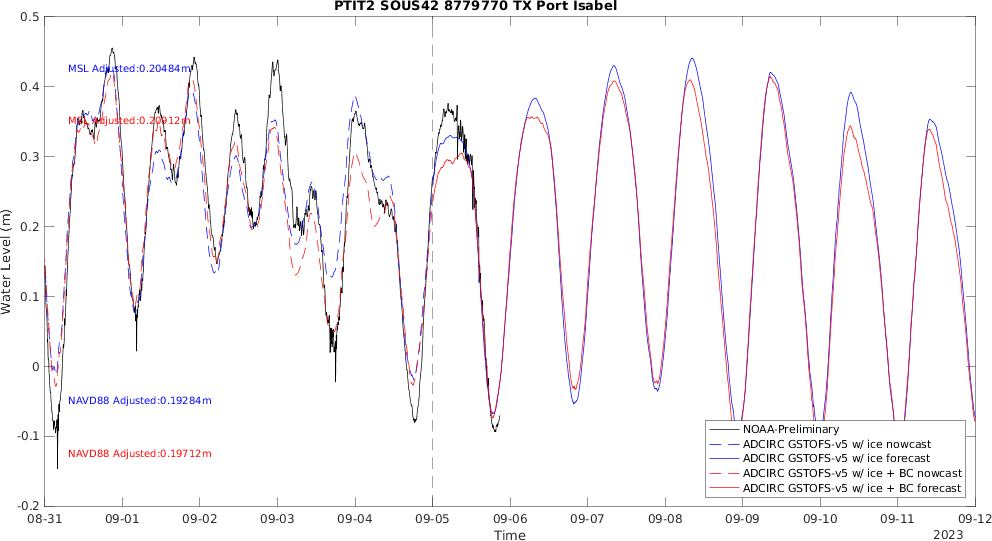 PTIT2 SOUS42 8779770 TX Port Isabel
0.5
0.4
0.3
0.2
0.1
0
-0.1
-0.2
Water Level (m)
MSL Adjusted:0.20484m
MSL Adjusted:0.20912m
NAVD88 Adjusted:0.19284m
NAVD88 Adjusted:0.19712m
NOAA-Preliminary
ADCIRC GSTOFS-v5 w/ ice nowcast
ADCIRC GSTOFS-v5 w/ ice forecast
ADCIRC GSTOFS-v5 w/ ice + BC nowcast
ADCIRC GSTOFS-v5 w/ ice + BC forecast
08-31 09-01 09-02 09-03 09-04 09-05 09-06 09-07 09-08 09-09 09-10 09-11 09-12
Time
2023